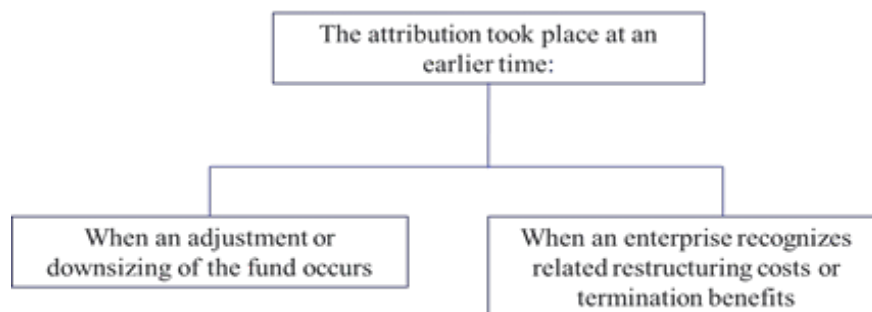 The attribution took place at an
earlier time:
When an adjustment or
downsizing of the fund occurs
When an enterprise recognizes
related restructuring costs or
termination benefits